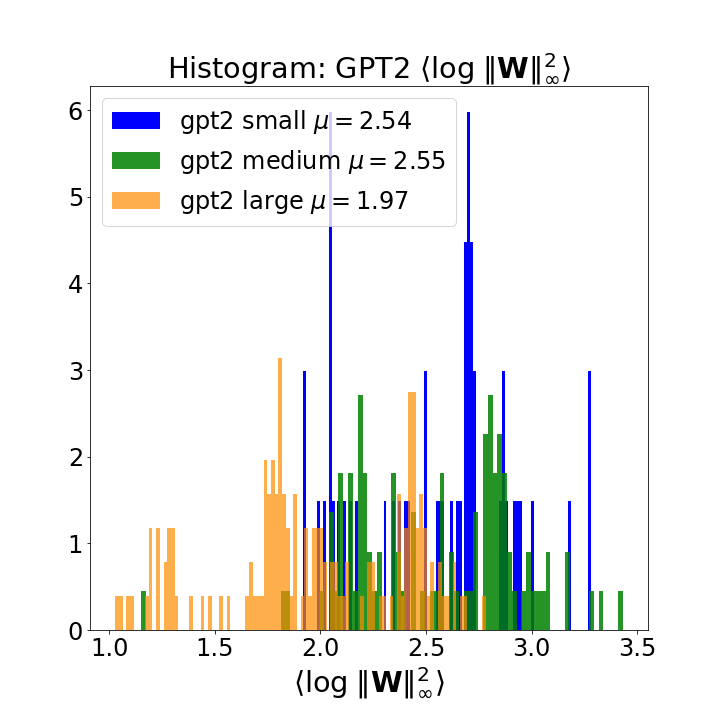 Histogram: GPT2 ⟨log ‖W‖²∞⟩
gpt2 small μ = 2.54
gpt2 medium μ = 2.55
gpt2 large μ = 1.97
6
5
4
3
2
1
0
1.0 1.5 2.0 2.5 3.0 3.5
⟨log ‖W‖²∞⟩